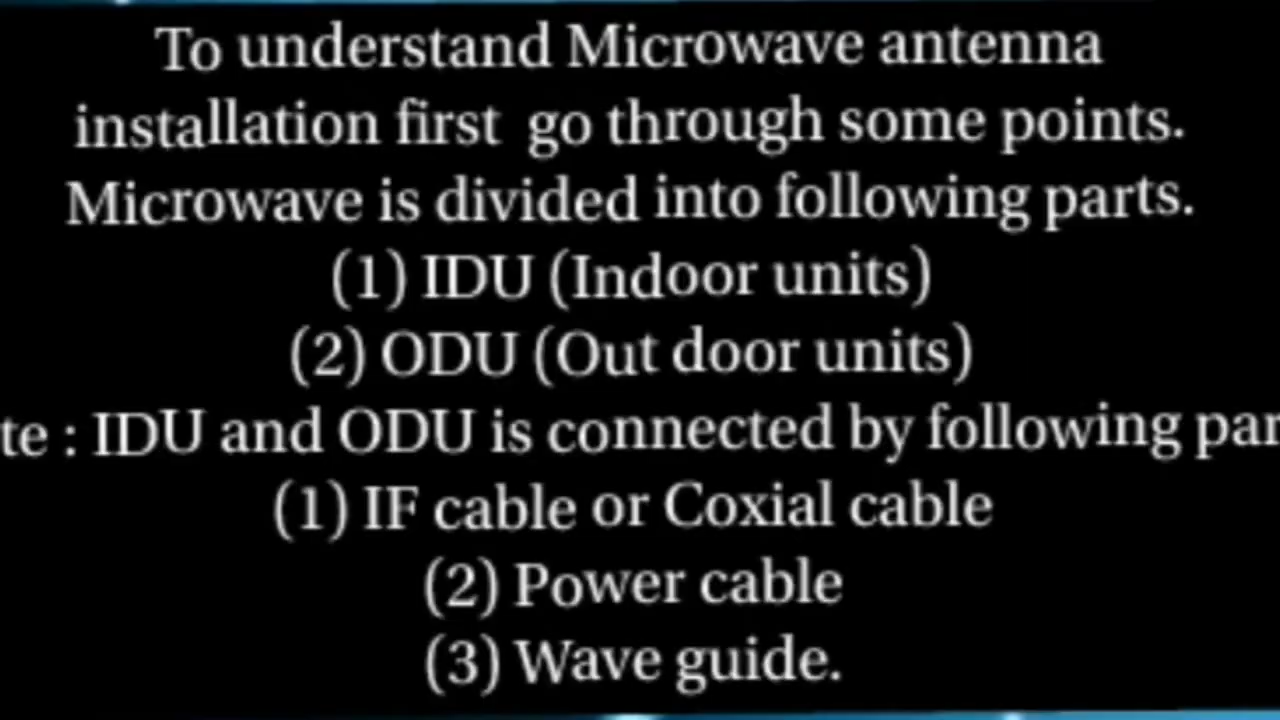 To understand Microwave antenna
installation first go through some points.
Microwave is divided into following parts.
(1) IDU (Indoor units)
(2) ODU (Out door units)
te : IDU and ODU is connected by following par
(1) IF cable or Coxial cable
(2) Power cable
(3) Wave guide.